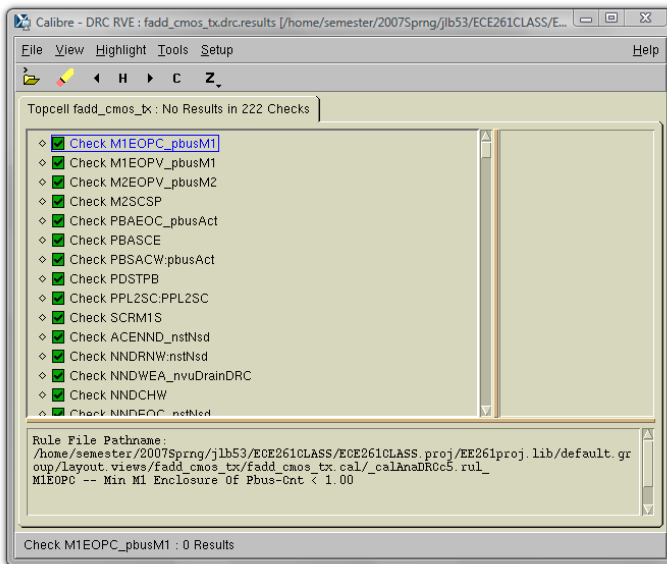 Calibre - DRC RVE : fadd_cmos_tx.drc.results [/home/semester/2007Sprng/jlb53/ECE261CLASS/E...
File View Highlight Tools Setup Help
H C Z
Topcell fadd_cmos_tx : No Results in 222 Checks
Check M1EOPC_pbusM1
Check M1EOPV_pbusM1
Check M2EOPV_pbusM2
Check M2SCSP
Check PBAEOC_pbusAct
Check PBASCE
Check PBSACW:pbusAct
Check PDSTPB
Check PPL2SC:PPL2SC
Check SCRM1S
Check ACENND_nstNsd
Check NNDRNW:nstNsd
Check NNDWEA_nvuDrainDRC
Check NNDCHW
Check NNDEOC_nstNsd
Rule File Pathname:
/home/semester/2007Sprng/jlb53/ECE261CLASS/ECE261CLASS.proj/EE261proj.lib/default.gr
oup/layout.views/fadd_cmos_tx/fadd_cmos_tx.cal/_calAnaDRCc5.rul_
M1EOPC -- Min M1 Enclosure Of Pbus-Cnt < 1.00
Check M1EOPC_pbusM1 : 0 Results